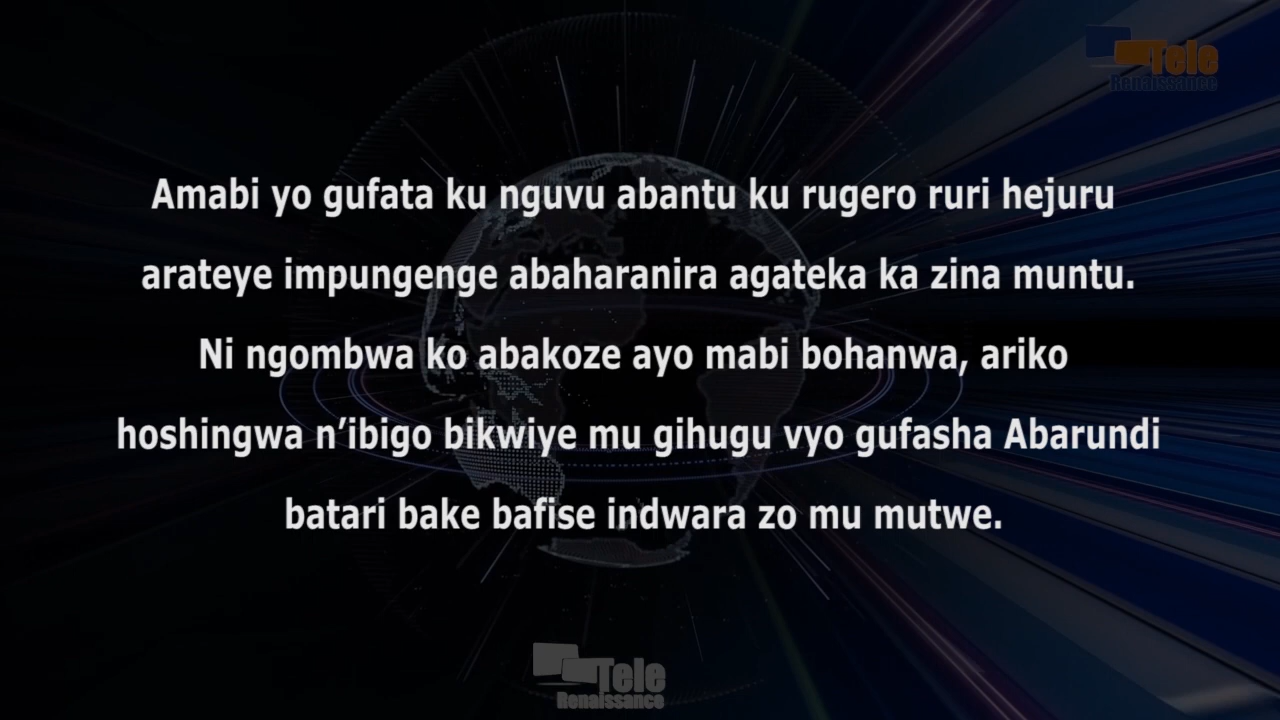 Tele
Renaissance
Amabi yo gufata ku nguvu abantu ku rugero ruri hejuru
arateye impungenge abaharanira agateka ka zina muntu.
Ni ngombwa ko abakoze ayo mabi bohanwa, ariko
hoshingwa n’ibigo bikwiye mu gihugu vyo gufasha Abarundi
batari bake bafise indwara zo mu mutwe.
Tele
Renaissance